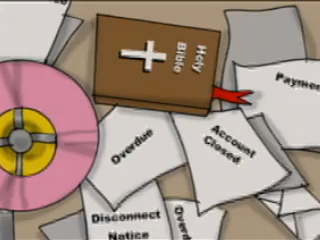 Holy
Bible
Paymen
Overdue
Account
Closed
Disconnect
Notice
Overd